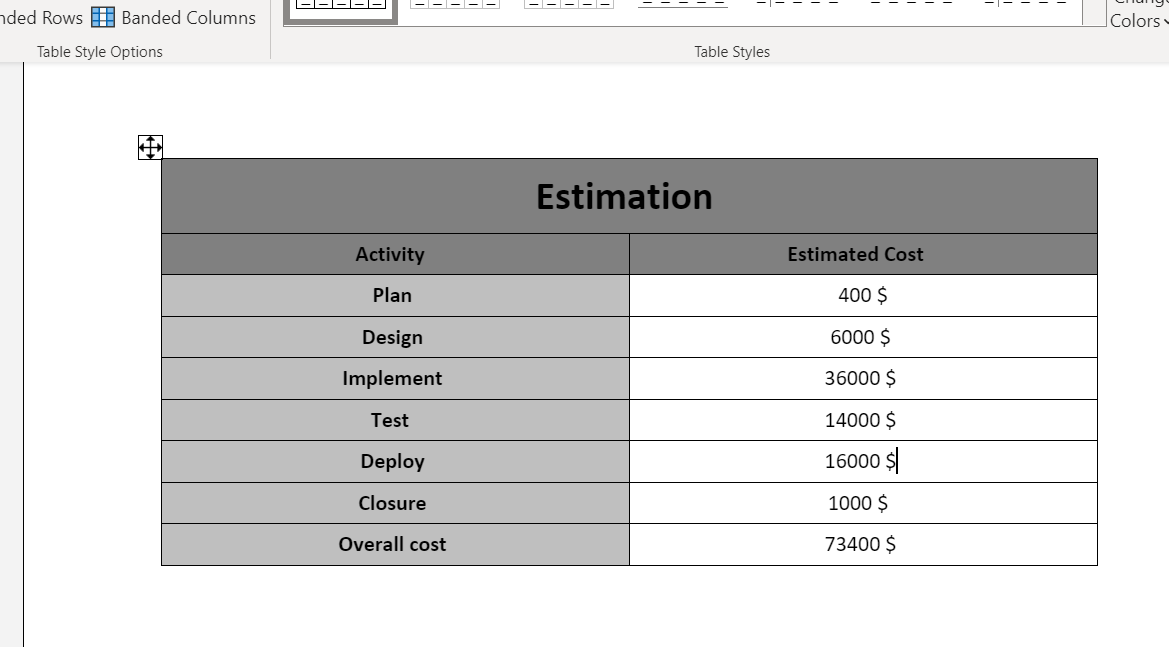 Rows Banded Columns
Colors
Table Style Options Table Styles
Estimation
Activity Estimated Cost
Plan 400 $
Design 6000 $
Implement 36000 $
Test 14000 $
Deploy 16000 $
Closure 1000 $
Overall cost 73400 $